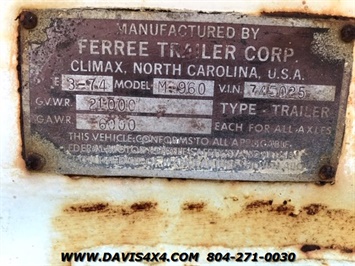 MANUFACTURED BY
FERREE TRAILER CORP.
CLIMAX, NORTH CAROLINA, U.S.A.
E 3-74 MODEL M-960 V.I.N.
G.V.W.R. 21000 TYPE - TRAILER
G.A.W.R. 6000 EACH FOR ALL AXLES
THIS VEHICLE CONFORMS TO ALL APPLICABLE
WWW.DAVIS4X4.COM 804-271-0030